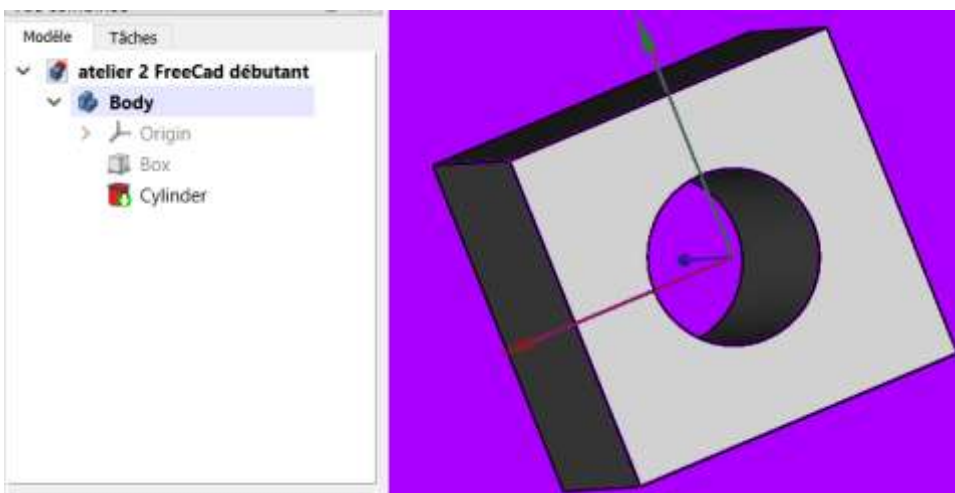 Modèle Tâches
atelier 2 FreeCad débutant
Body
Origin
Box
Cylinder